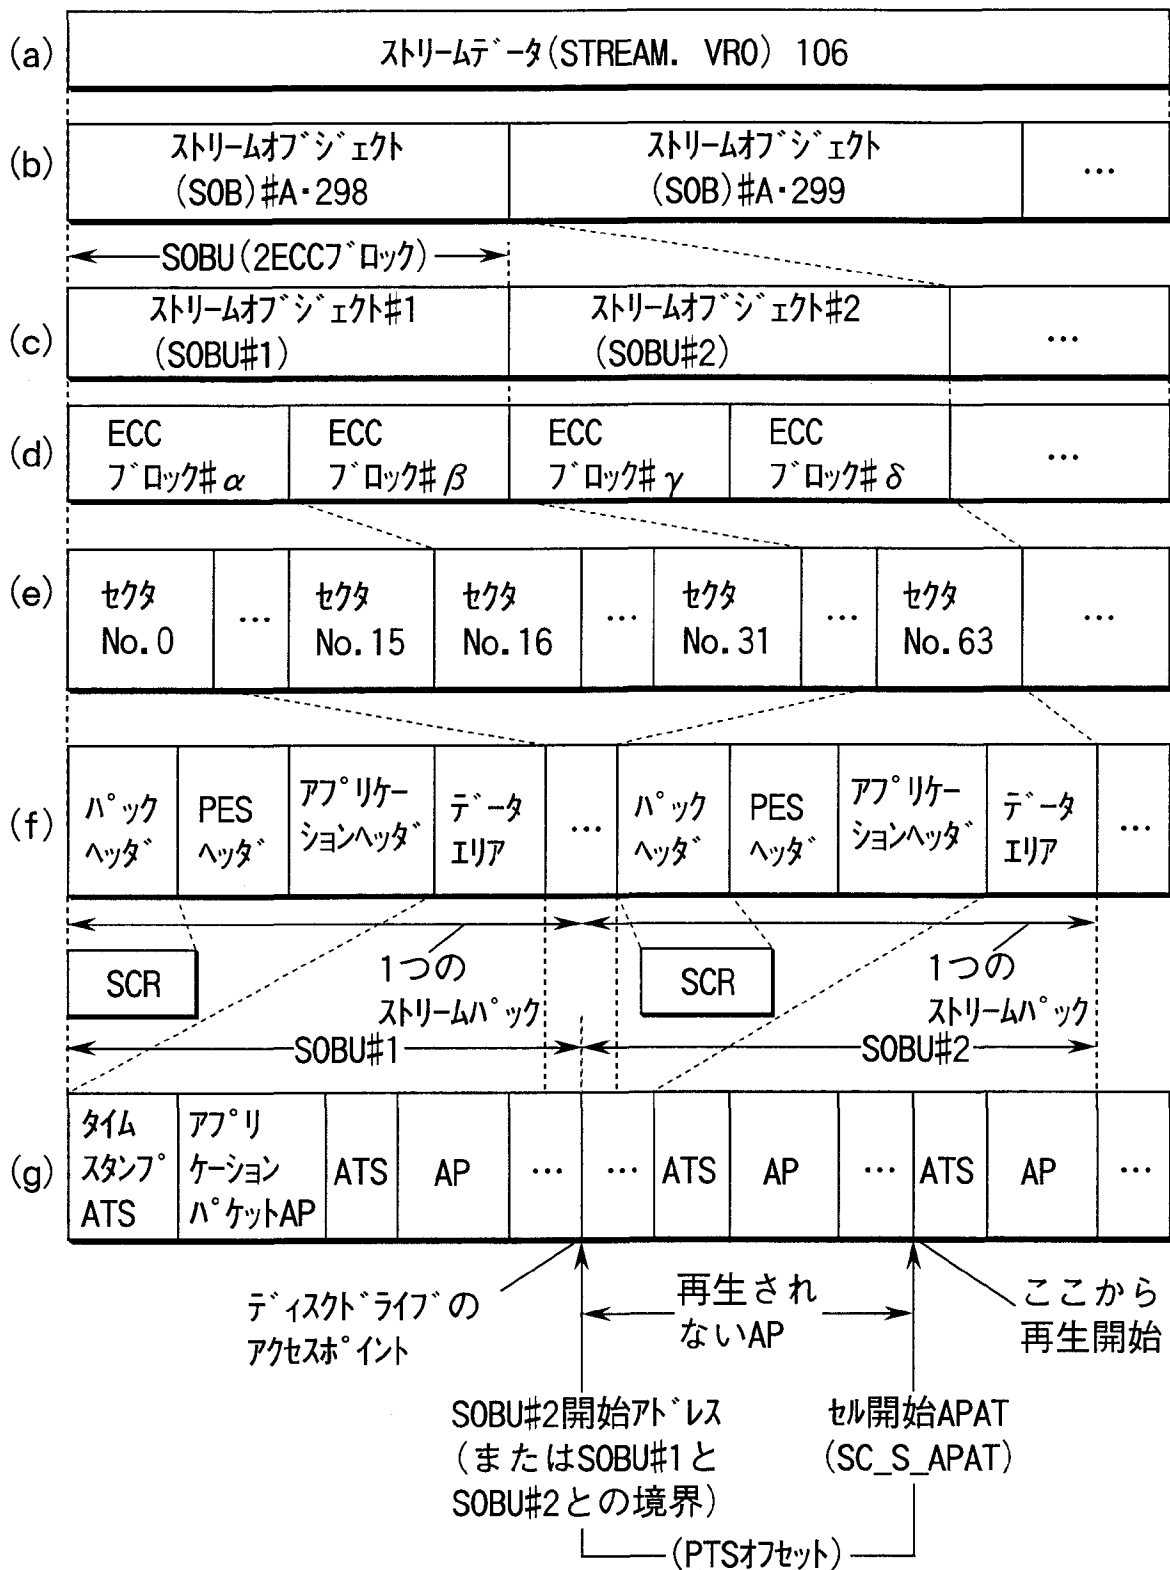 (a)
ストリームデータ(STREAM. VRO) 106
(b)
ストリームオブジェクト
(SOB)#A・298
ストリームオブジェクト
(SOB)#A・299
…
SOBU(2ECCブロック)
(c)
ストリームオブジェクト#1
(SOBU#1)
ストリームオブジェクト#2
(SOBU#2)
…
(d)
ECC
ブロック#α
ECC
ブロック#β
ECC
ブロック#γ
ECC
ブロック#δ
…
(e)
セクタ
No.0
…
セクタ
No.15
セクタ
No.16
…
セクタ
No.31
…
セクタ
No.63
…
(f)
パック
ヘッダ
PES
ヘッダ
アプリケー
ションヘッダ
データ
エリア
…
パック
ヘッダ
PES
ヘッダ
アプリケー
ションヘッダ
データ
エリア
…
SCR
1つの
ストリームパック
SCR
1つの
ストリームパック
SOBU#1
SOBU#2
(g)
タイム
スタンプ
ATS
アプリ
ケーション
パケットAP
ATS
AP
…
…
ATS
AP
…
ATS
AP
…
ディスクドライブの
アクセスポイント
再生され
ないAP
ここから
再生開始
SOBU#2開始アドレス
(またはSOBU#1と
SOBU#2との境界)
セル開始APAT
(SC_S_APAT)
(PTSオフセット)